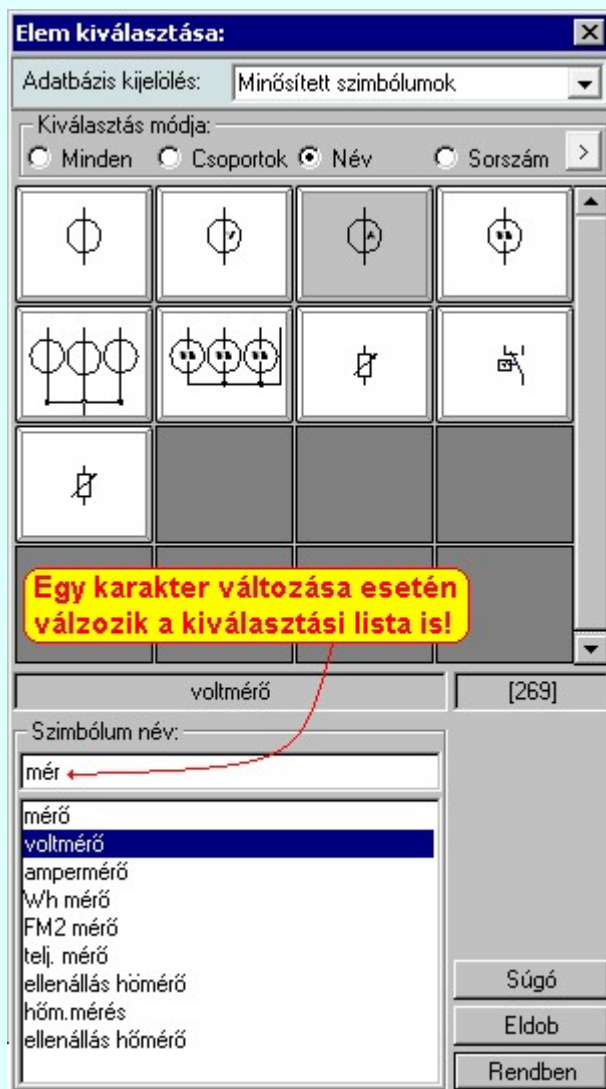 Elem kiválasztása:
Adatbázis kijelölés: Minősített szimbólumok
Kiválasztás módja:
Minden Csoportok Név Sorszám >
Egy karakter változása esetén
válzozik a kiválasztási lista is!
voltmérő [269]
Szimbólum név:
mér
mérő
voltmérő
ampermérő
Wh mérő
FM2 mérő
telj. mérő
ellenállás hömérő
hőm.mérés
ellenállás hőmérő
Súgó
Eldob
Rendben